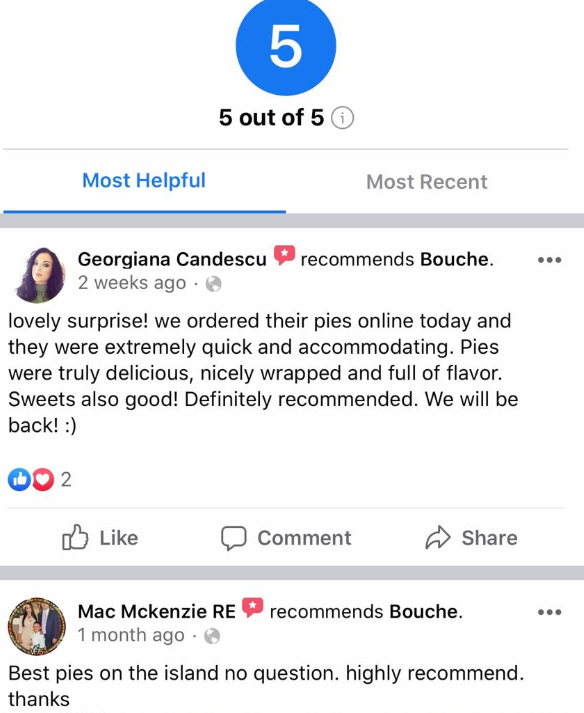 5
5 out of 5
Most Helpful
Most Recent
Georgiana Candescu recommends Bouche.
2 weeks ago ·
lovely surprise! we ordered their pies online today and
they were extremely quick and accommodating. Pies
were truly delicious, nicely wrapped and full of flavor.
Sweets also good! Definitely recommended. We will be
back! :)
2
Like
Comment
Share
Mac Mckenzie RE recommends Bouche.
1 month ago ·
Best pies on the island no question. highly recommend.
thanks